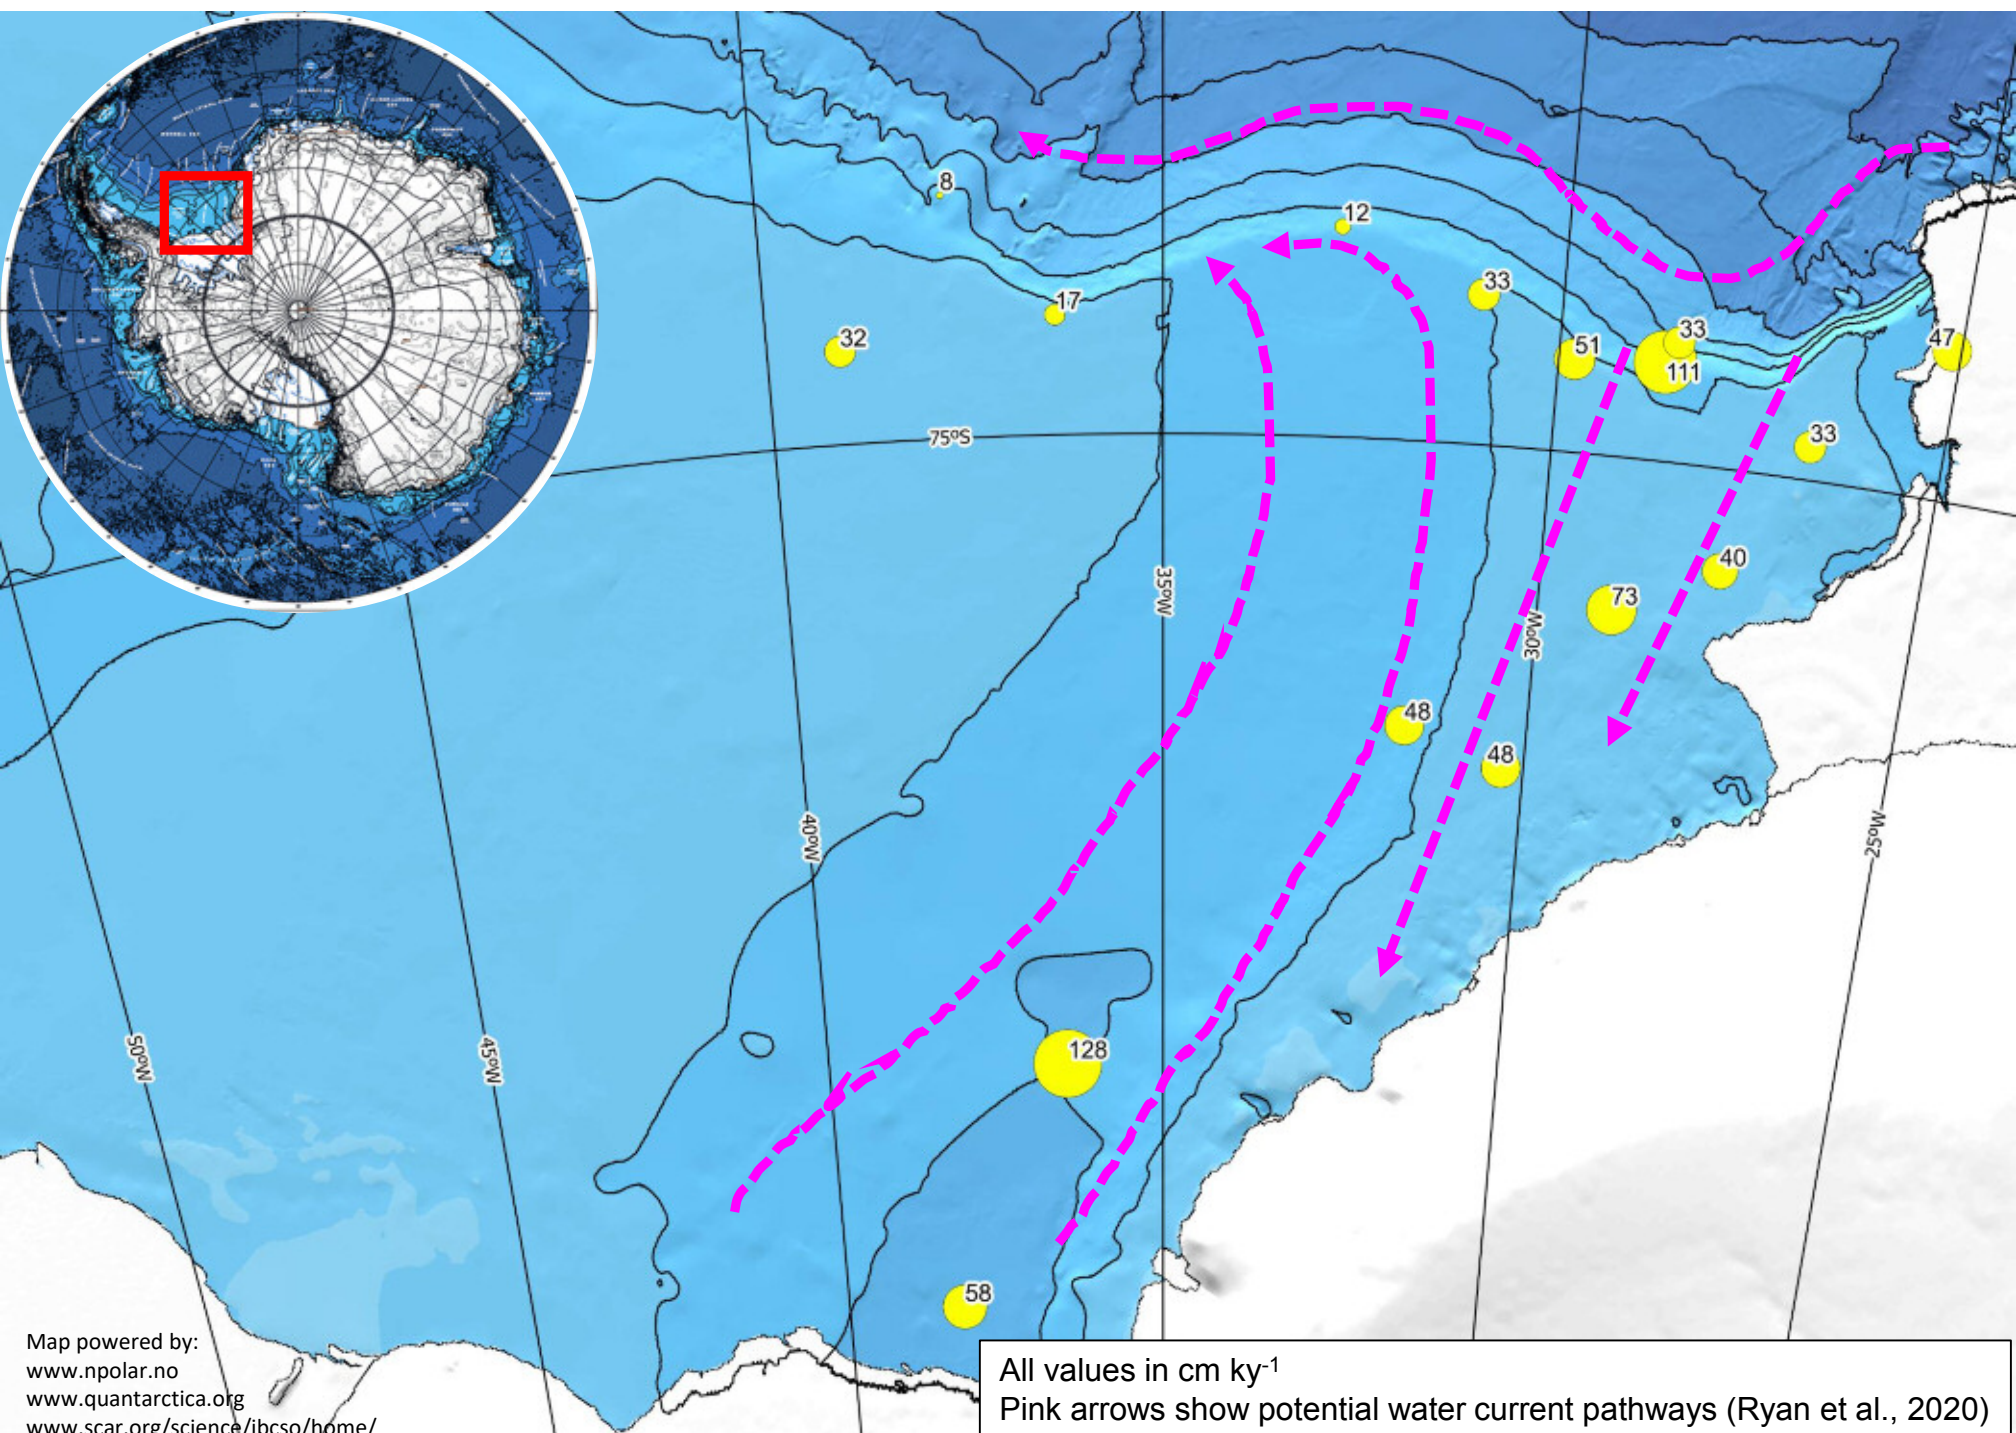 8
12
33
17
32
51
33
111
47
75°S
33
35°W
40
73
30°W
48
48
40°W
25°W
50°W
45°W
128
58
Map powered by:
www.npolar.no
www.quantarctica.org
www.scar.org/science/ibcso/home/
All values in cm ky-1
Pink arrows show potential water current pathways (Ryan et al., 2020)